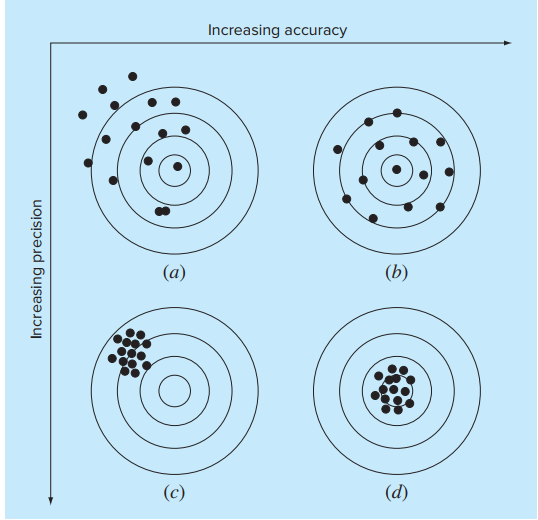 Increasing accuracy
Increasing precision
(a)
(b)
(c)
(d)